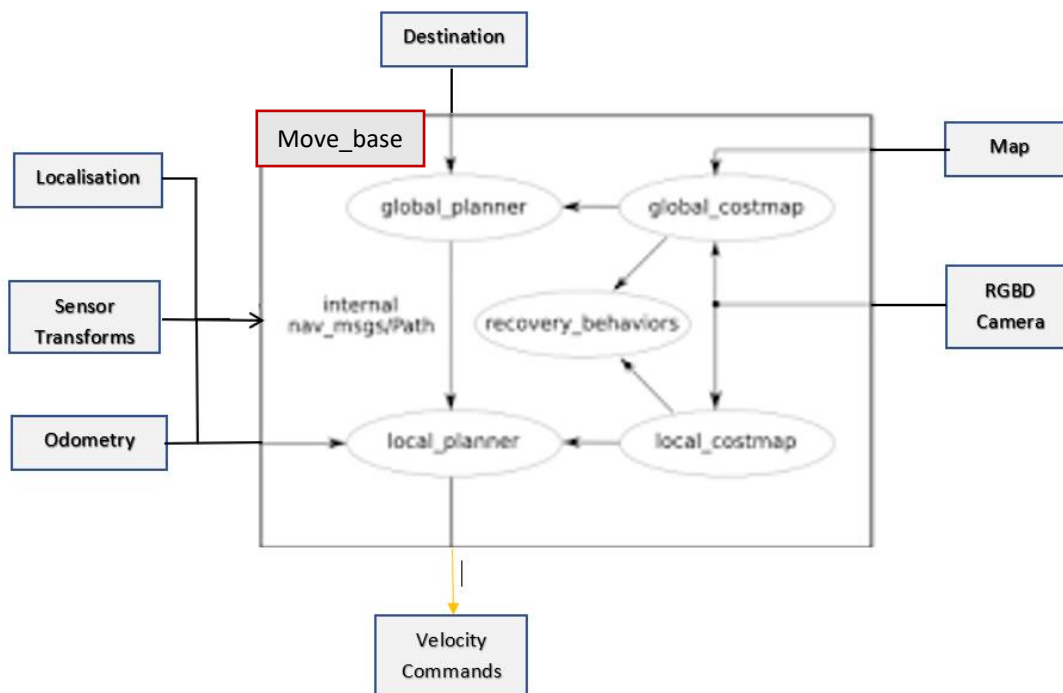 Destination
Move_base
Map
Localisation
global_planner
global_costmap
Sensor
Transforms
internal
nav_msgs/Path
recovery_behaviors
RGBD
Camera
Odometry
local_planner
local_costmap
Velocity
Commands